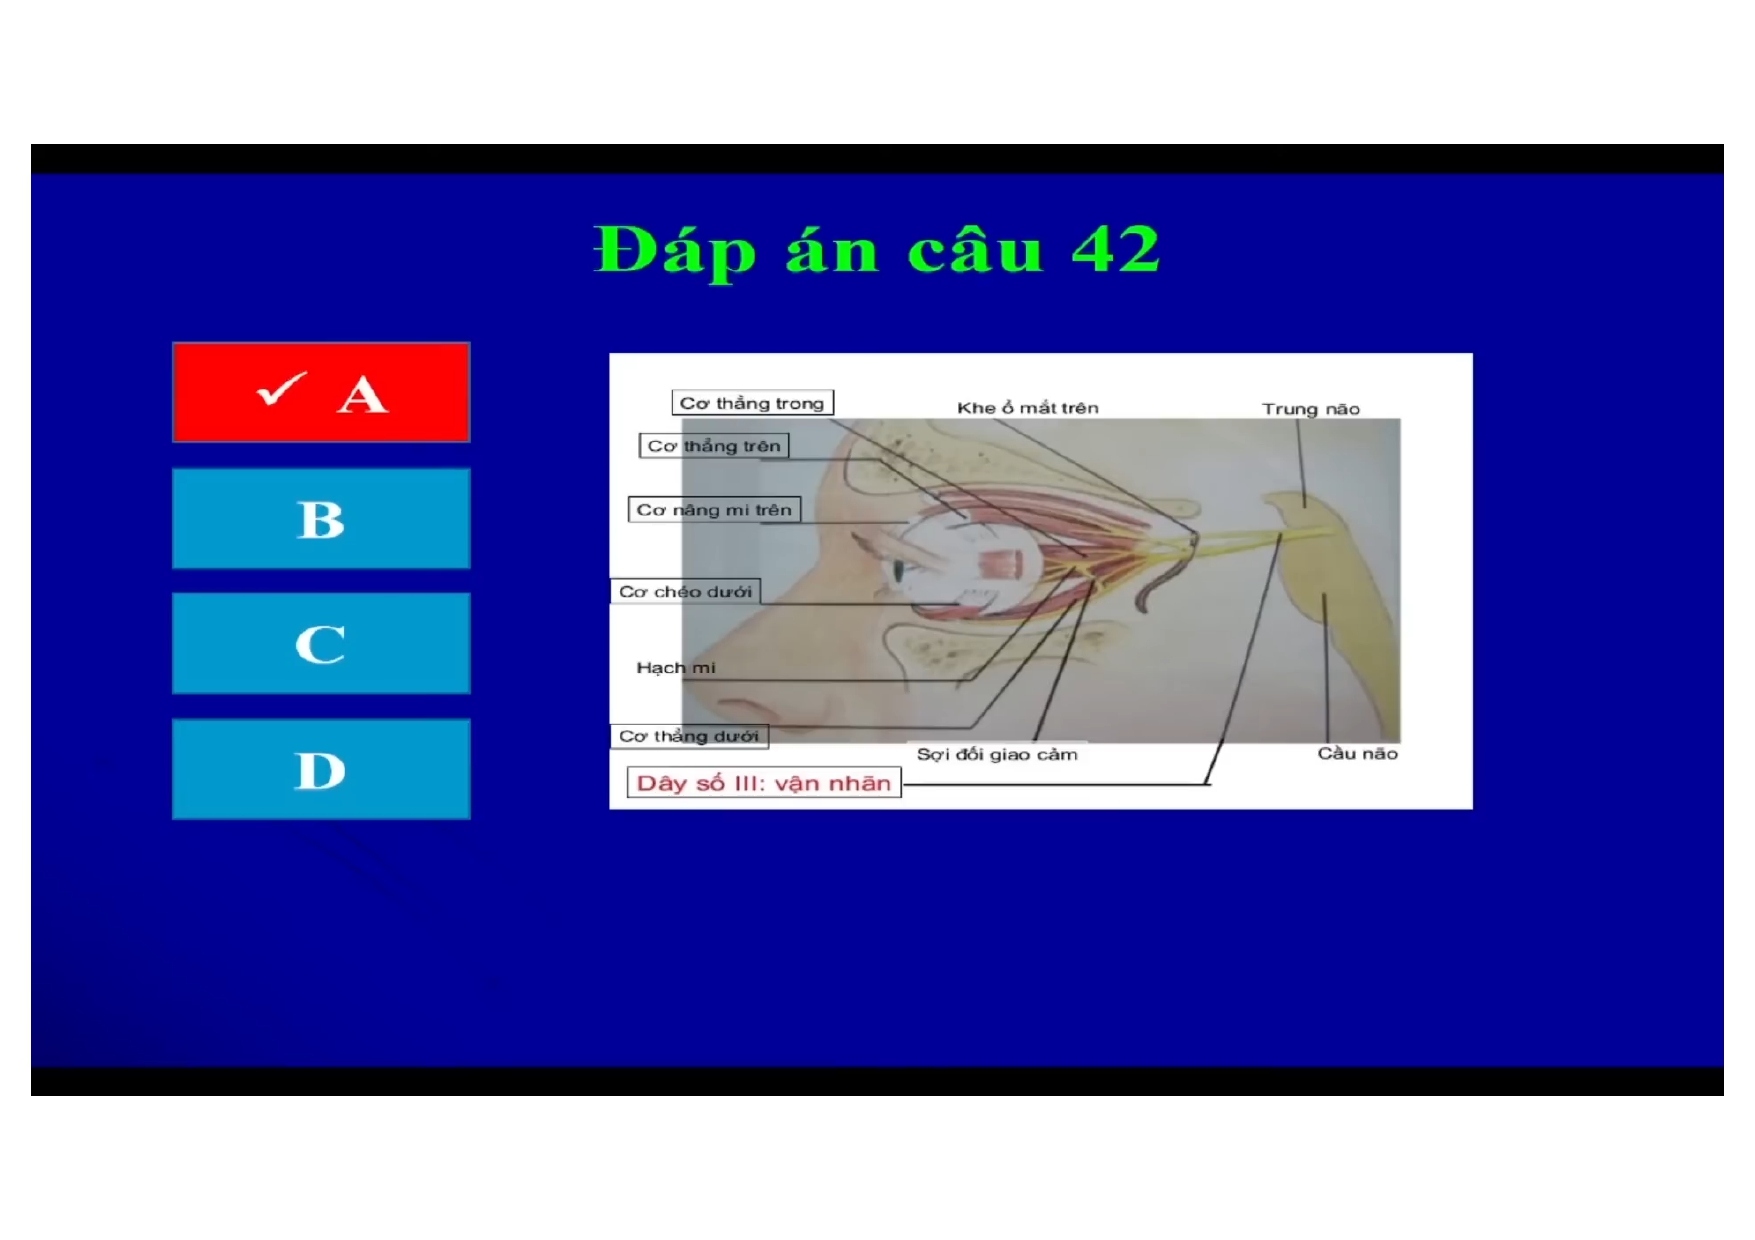 Đáp án câu 42
✓ A
B
C
D
Cơ thẳng trong
Khe ổ mắt trên
Trung não
Cơ thẳng trên
Cơ nâng mi trên
Cơ chéo dưới
Hạch mi
Cơ thẳng dưới
Sợi đối giao cảm
Cầu não
Dây số III: vận nhãn